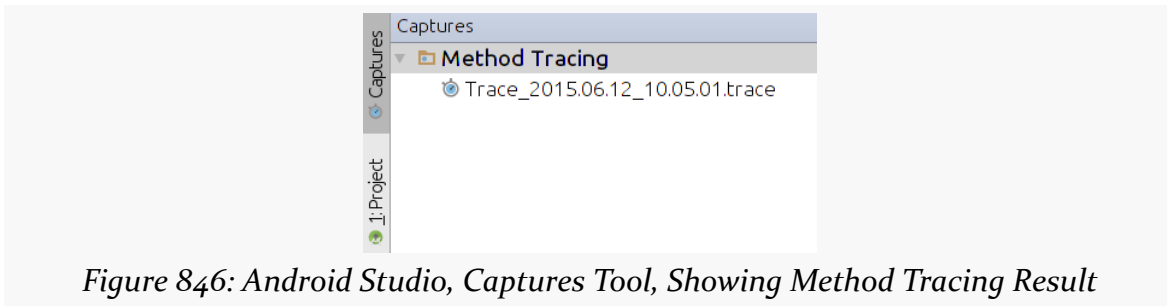 Captures
Captures
Method Tracing
Trace_2015.06.12_10.05.01.trace
1: Project
Figure 846: Android Studio, Captures Tool, Showing Method Tracing Result